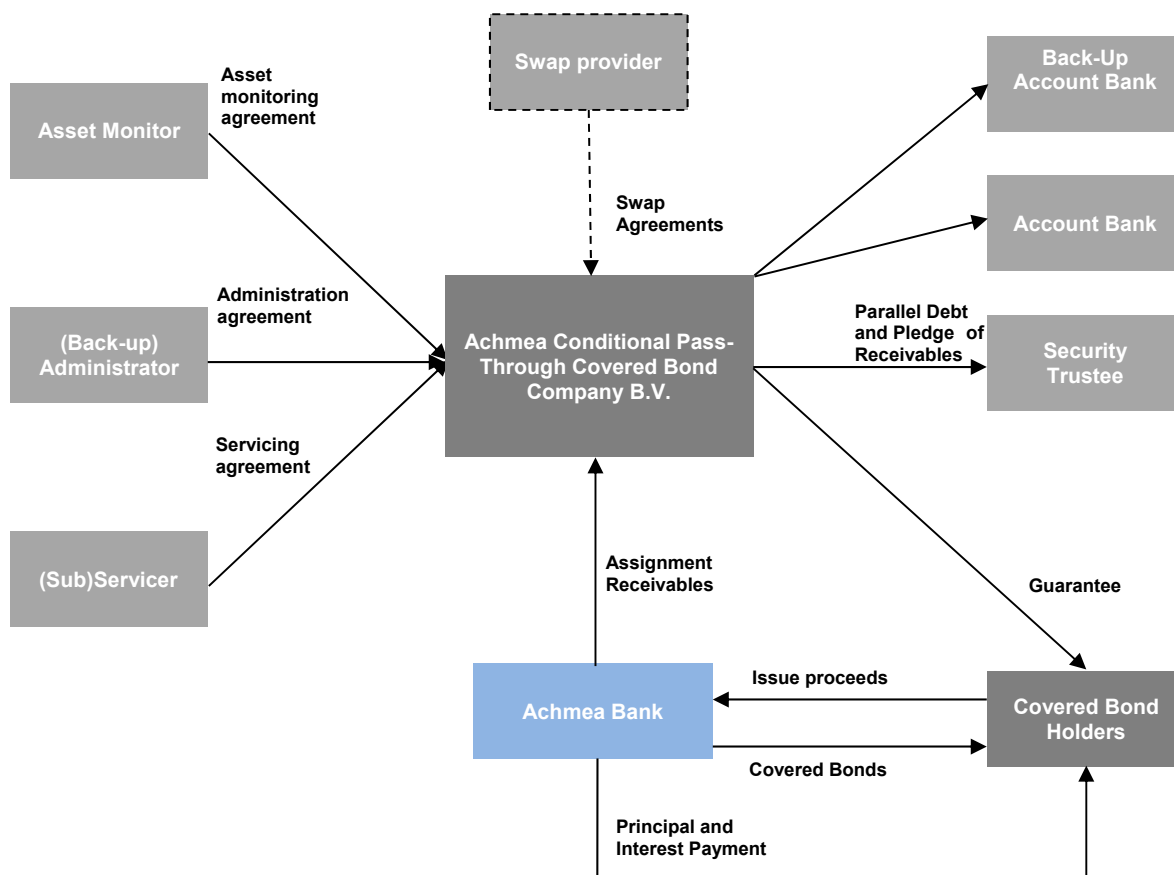 Swap provider
Back-Up
Account Bank
Asset
monitoring
agreement
Asset Monitor
Swap
Agreements
Account Bank
Administration
agreement
(Back-up)
Administrator
Achmea Conditional Pass-
Through Covered Bond
Company B.V.
Parallel Debt
and Pledge of
Receivables
Security
Trustee
Servicing
agreement
(Sub)Servicer
Assignment
Receivables
Guarantee
Achmea Bank
Issue proceeds
Covered Bonds
Covered Bond
Holders
Principal and
Interest Payment